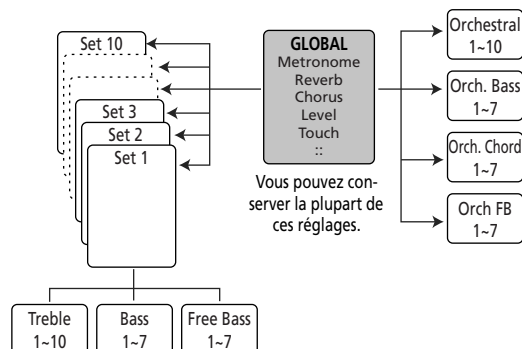 Set 10
Set 3
Set 2
Set 1
GLOBAL
Metronome
Reverb
Chorus
Level
Touch
::
Vous pouvez con-
server la plupart de
ces réglages.
Orchestral
1~10
Orch. Bass
1~7
Orch. Chord
1~7
Orch FB
1~7
Treble
1~10
Bass
1~7
Free Bass
1~7